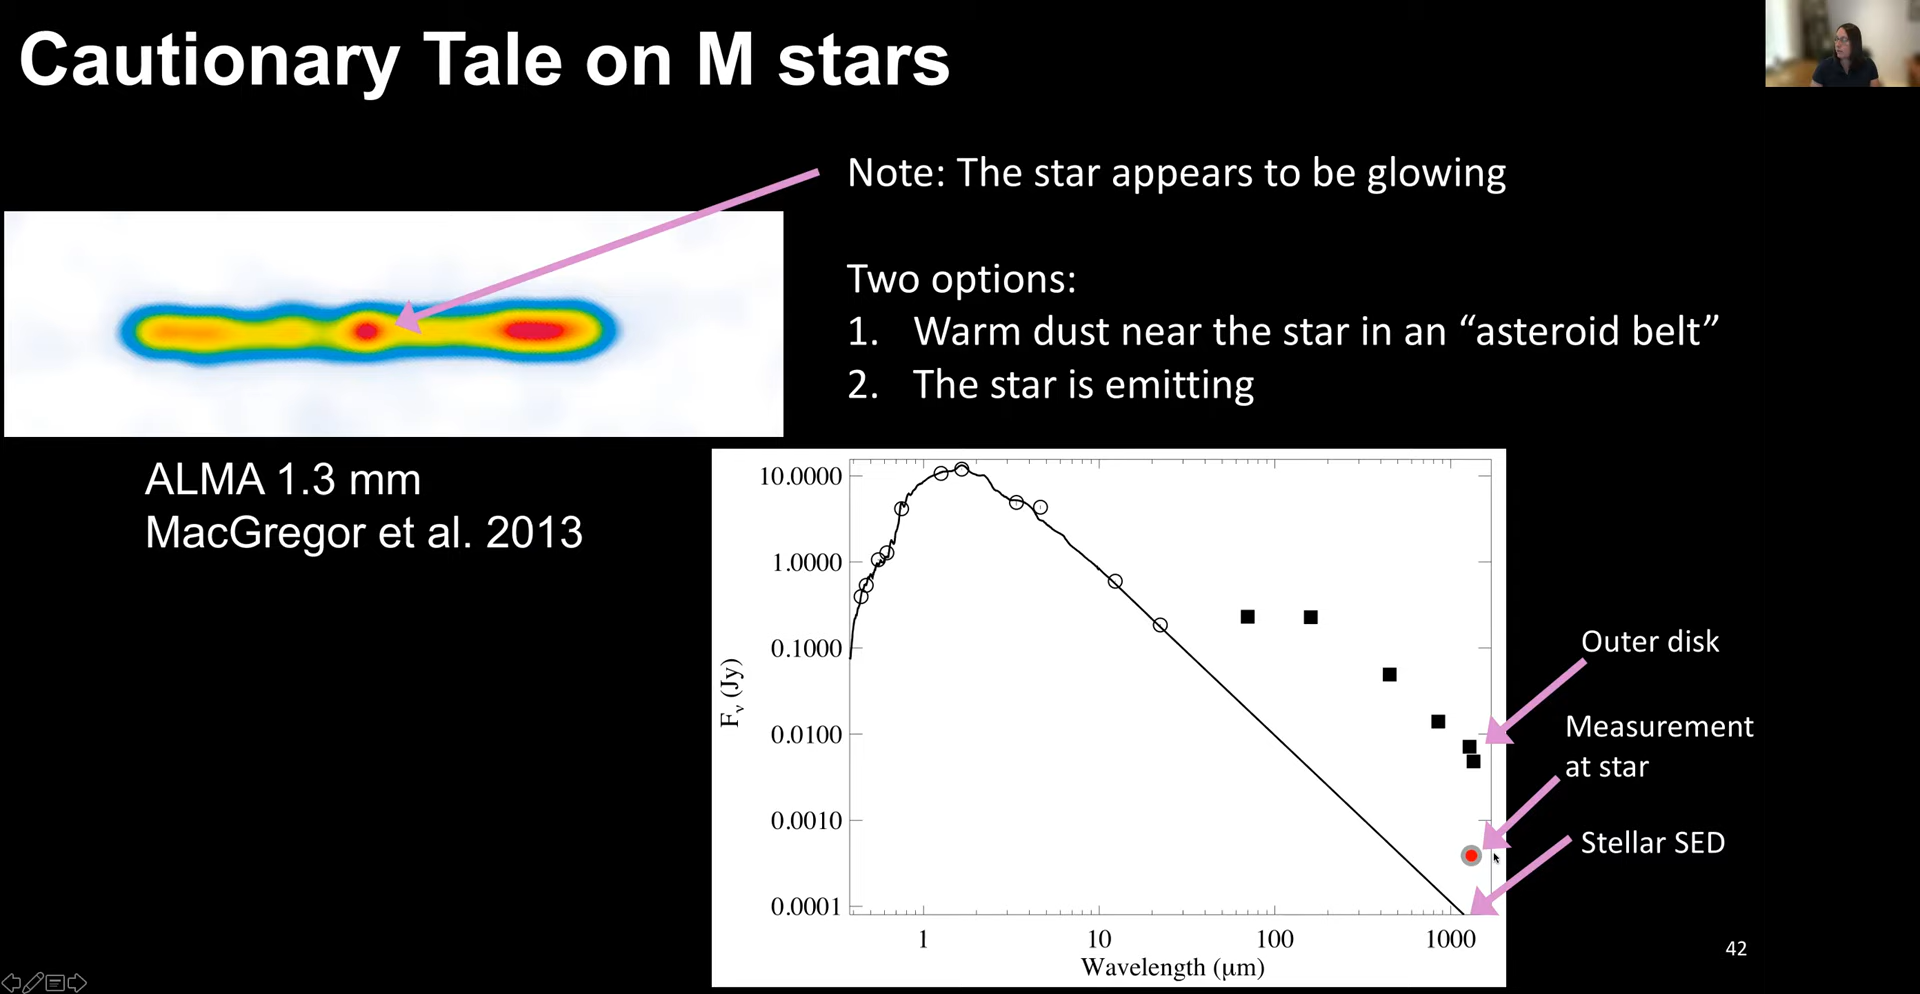 Cautionary Tale on M stars
Note: The star appears to be glowing
Two options:
1. Warm dust near the star in an “asteroid belt”
2. The star is emitting
ALMA 1.3 mm
MacGregor et al. 2013
10.0000
1.0000
0.1000
0.0100
0.0010
0.0001
Fν (Jy)
1 10 100 1000
Wavelength (μm)
Outer disk
Measurement
at star
Stellar SED
42